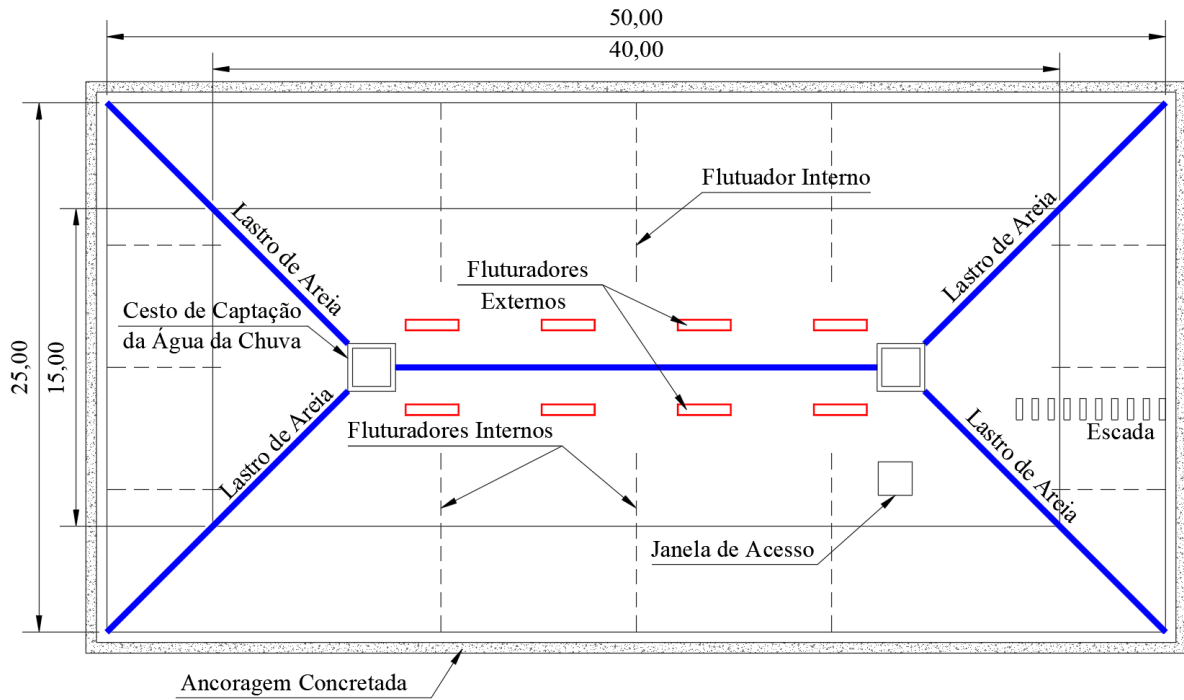 50,00
40,00
Flutuador Interno
Lastro de Areia
Lastro de Areia
Fluturadores
Externos
Cesto de Captação
da Água da Chuva
25,00
15,00
Lastro de Areia
Fluturadores Internos
Lastro de Areia
Escada
Janela de Acesso
Ancoragem Concretada